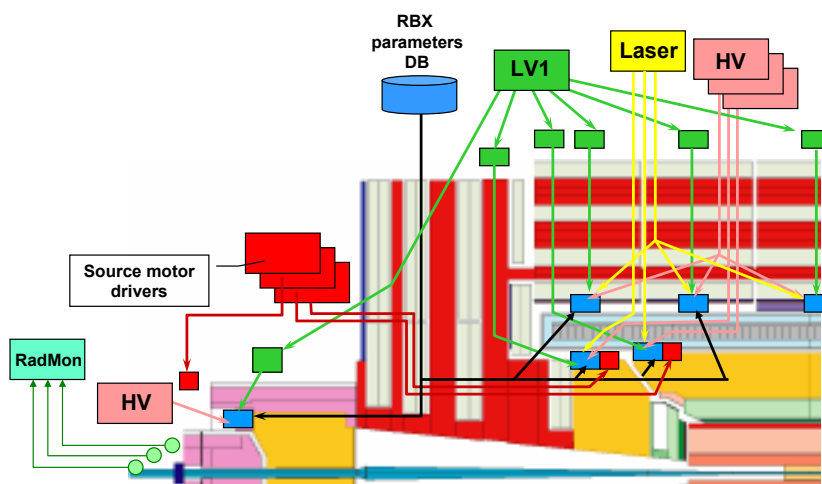 RBX
parameters
DB
LV1
Laser
HV
Source motor
drivers
RadMon
HV